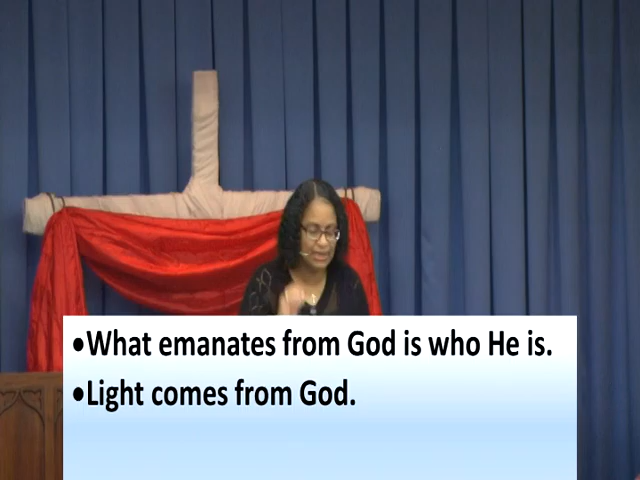 •What emanates from God is who He is.
•Light comes from God.